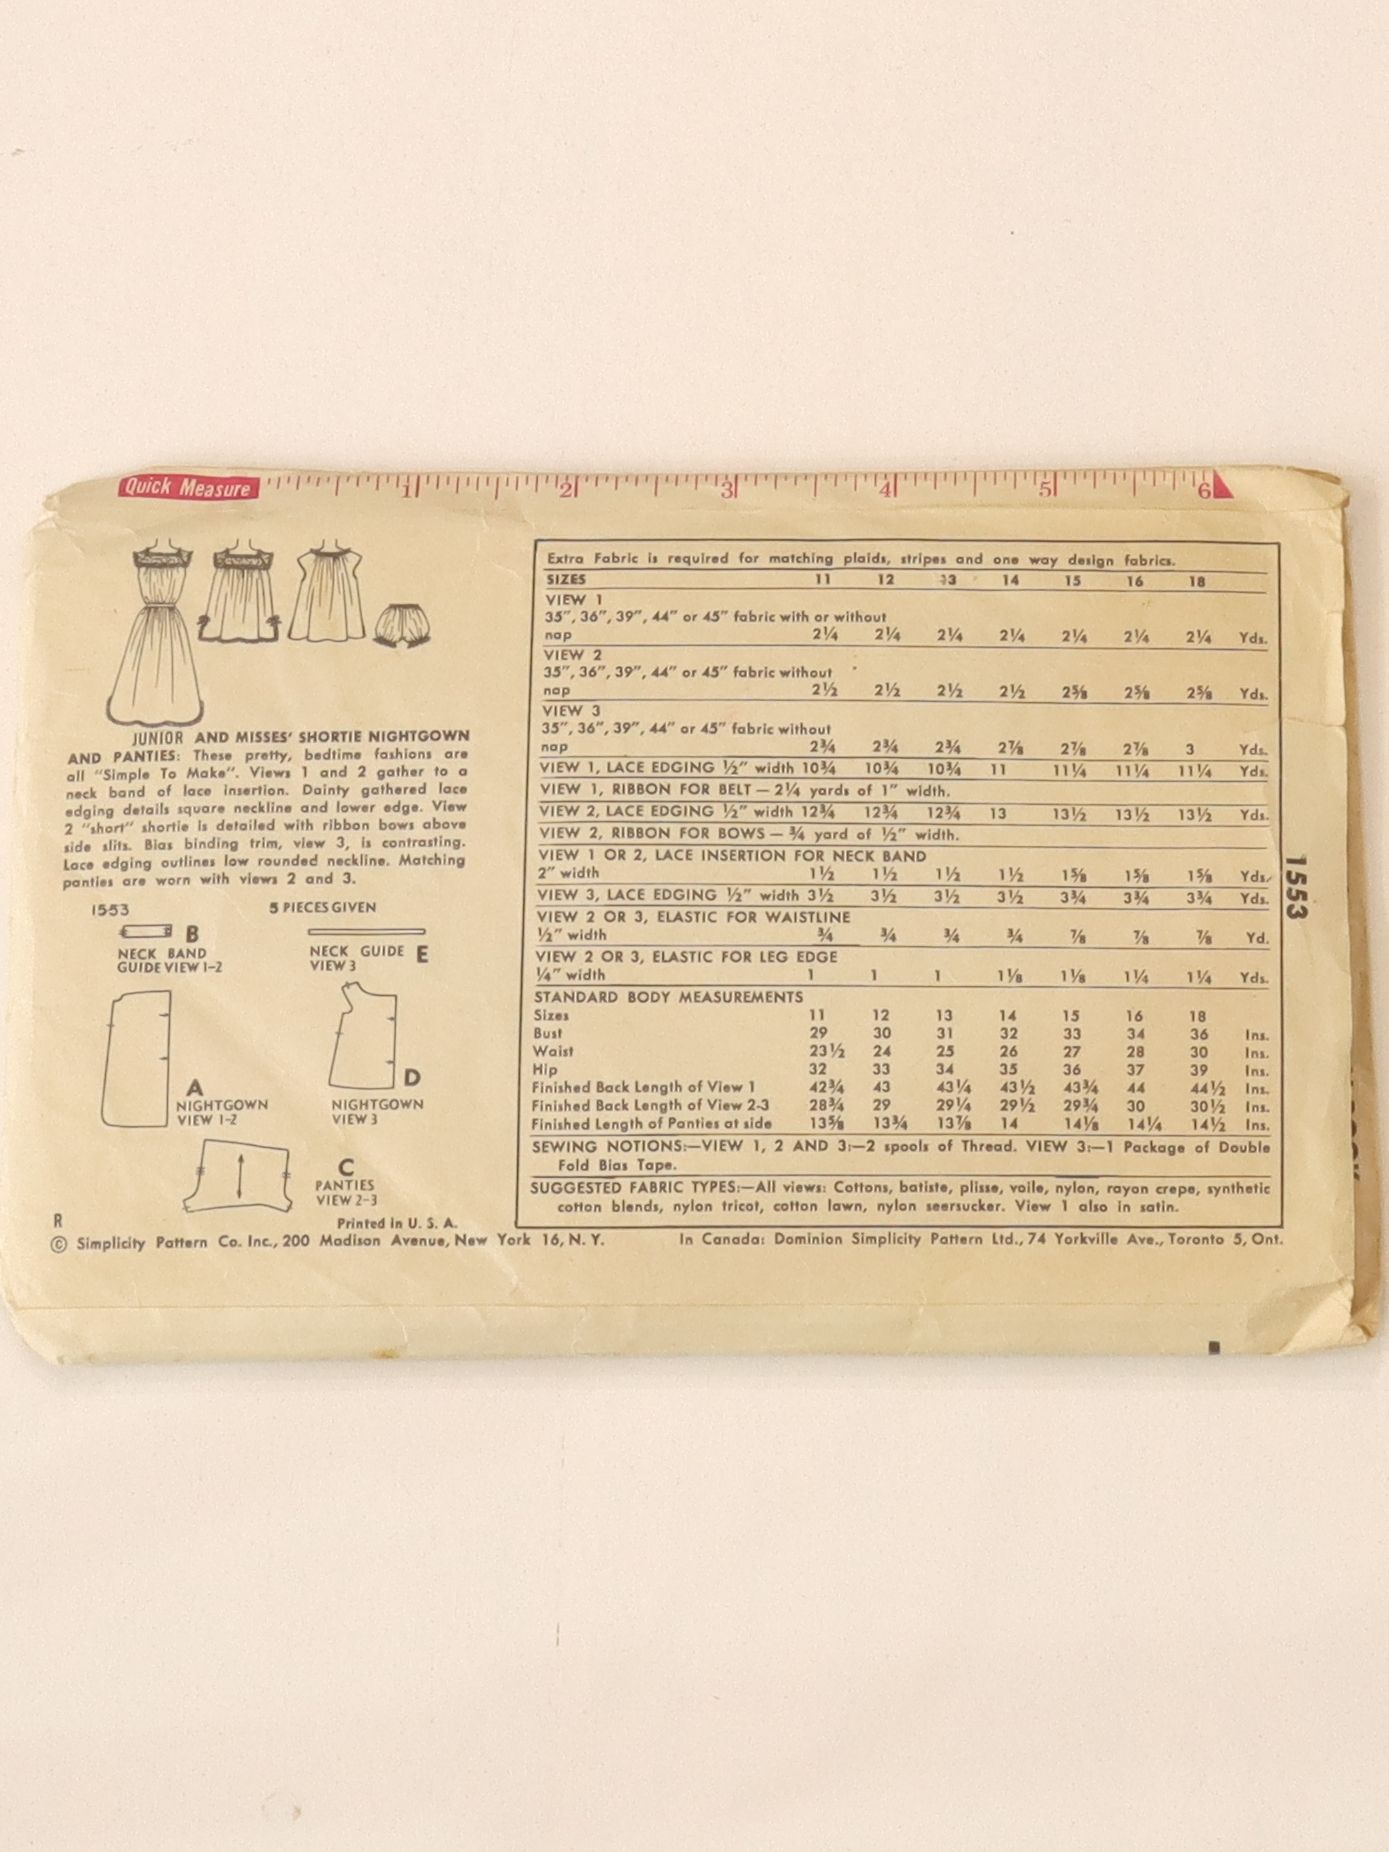 Quick Measure 1 2 3 4 5 6
JUNIOR AND MISSES' SHORTIE NIGHTGOWN
AND PANTIES: These pretty, bedtime fashions are
all "Simple To Make". Views 1 and 2 gather to a
neck band of lace insertion. Dainty gathered lace
edging details square neckline and lower edge. View
2 "short" shortie is detailed with ribbon bows above
side slits. Bias binding trim, view 3, is contrasting.
Lace edging outlines low rounded neckline. Matching
panties are worn with views 2 and 3.
1553 5 PIECES GIVEN
B
NECK BAND
GUIDE VIEW 1-2
NECK GUIDE E
VIEW 3
A
NIGHTGOWN
VIEW 1-2
D
NIGHTGOWN
VIEW 3
C
PANTIES
VIEW 2-3
R
Printed in U. S. A.
© Simplicity Pattern Co. Inc., 200 Madison Avenue, New York 16, N. Y. In Canada: Dominion Simplicity Pattern Ltd., 74 Yorkville Ave., Toronto 5, Ont.
Extra Fabric is required for matching plaids, stripes and one way design fabrics.
SIZES 11 12 13 14 15 16 18
VIEW 1
35", 36", 39", 44" or 45" fabric with or without
nap 2¼ 2¼ 2¼ 2¼ 2¼ 2¼ 2¼ Yds.
VIEW 2
35", 36", 39", 44" or 45" fabric without
nap 2½ 2½ 2½ 2½ 2⅝ 2⅝ 2⅝ Yds.
VIEW 3
35", 36", 39", 44" or 45" fabric without
nap 2¾ 2¾ 2¾ 2⅞ 2⅞ 2⅞ 3 Yds.
VIEW 1, LACE EDGING ½" width 10¾ 10¾ 10¾ 11 11¼ 11¼ 11¼ Yds.
VIEW 1, RIBBON FOR BELT — 2¼ yards of 1" width.
VIEW 2, LACE EDGING ½" width 12¾ 12¾ 12¾ 13 13½ 13½ 13½ Yds.
VIEW 2, RIBBON FOR BOWS — ¾ yard of ½" width.
VIEW 1 OR 2, LACE INSERTION FOR NECK BAND
2" width 1½ 1½ 1½ 1½ 1⅝ 1⅝ 1⅝ Yds.
VIEW 3, LACE EDGING ½" width 3½ 3½ 3½ 3½ 3¾ 3¾ 3¾ Yds.
VIEW 2 OR 3, ELASTIC FOR WAISTLINE
½" width ¾ ¾ ¾ ¾ ⅞ ⅞ ⅞ Yd.
VIEW 2 OR 3, ELASTIC FOR LEG EDGE
¼" width 1 1 1 1⅛ 1⅛ 1¼ 1¼ Yds.
STANDARD BODY MEASUREMENTS
Sizes 11 12 13 14 15 16 18
Bust 29 30 31 32 33 34 36 Ins.
Waist 23½ 24 25 26 27 28 30 Ins.
Hip 32 33 34 35 36 37 39 Ins.
Finished Back Length of View 1 42¾ 43 43¼ 43½ 43¾ 44 44½ Ins.
Finished Back Length of View 2-3 28¾ 29 29¼ 29½ 29¾ 30 30½ Ins.
Finished Length of Panties at side 13⅝ 13¾ 13⅞ 14 14⅛ 14¼ 14½ Ins.
SEWING NOTIONS:—VIEW 1, 2 AND 3:—2 spools of Thread. VIEW 3:—1 Package of Double
Fold Bias Tape.
SUGGESTED FABRIC TYPES:—All views: Cottons, batiste, plisse, voile, nylon, rayon crepe, synthetic
cotton blends, nylon tricot, cotton lawn, nylon seersucker. View 1 also in satin.
1553